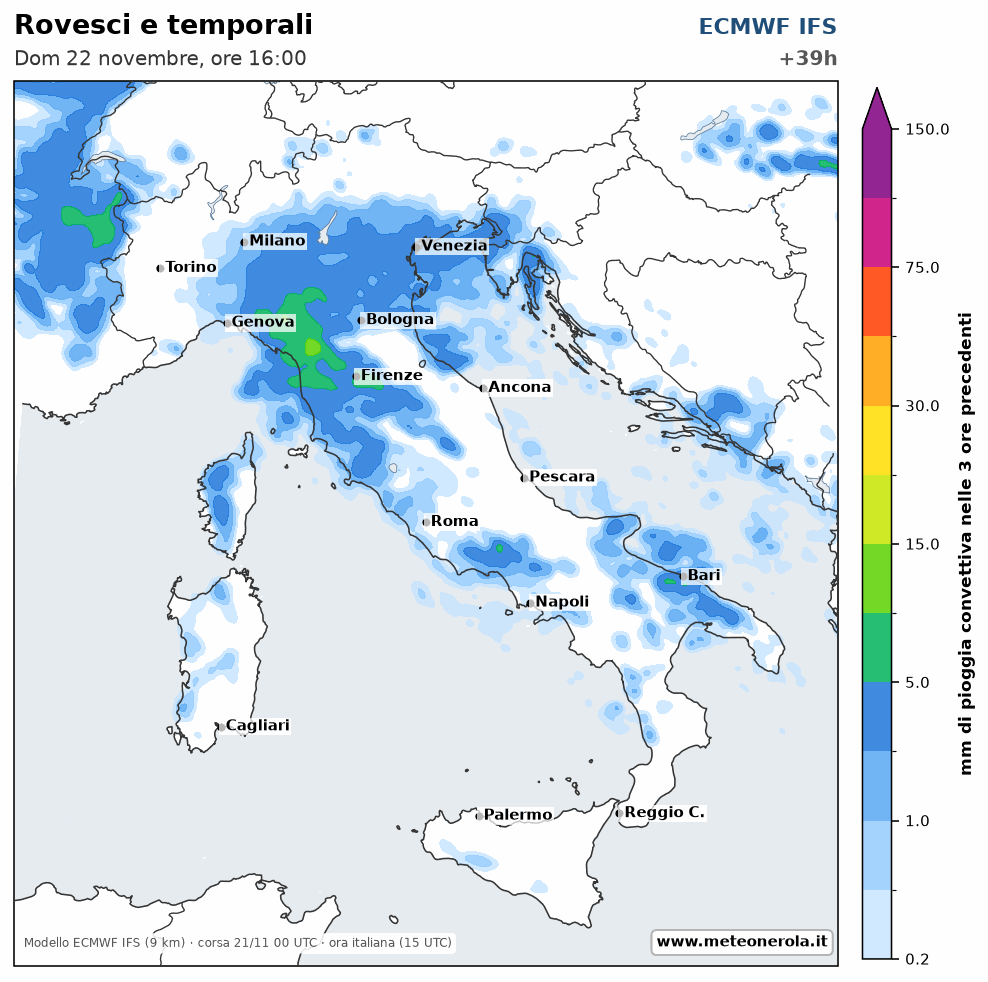 Rovesci e temporali
ECMWF IFS
Dom 22 novembre, ore 16:00
+39h
150.0
75.0
30.0
15.0
5.0
1.0
0.2
mm di pioggia convettiva nelle 3 ore precedenti
Milano
Venezia
Torino
Genova
Bologna
Firenze
Ancona
Pescara
Roma
Bari
Napoli
Cagliari
Palermo
Reggio C.
Modello ECMWF IFS (9 km) · corsa 21/11 00 UTC · ora italiana (15 UTC)
www.meteonerola.it